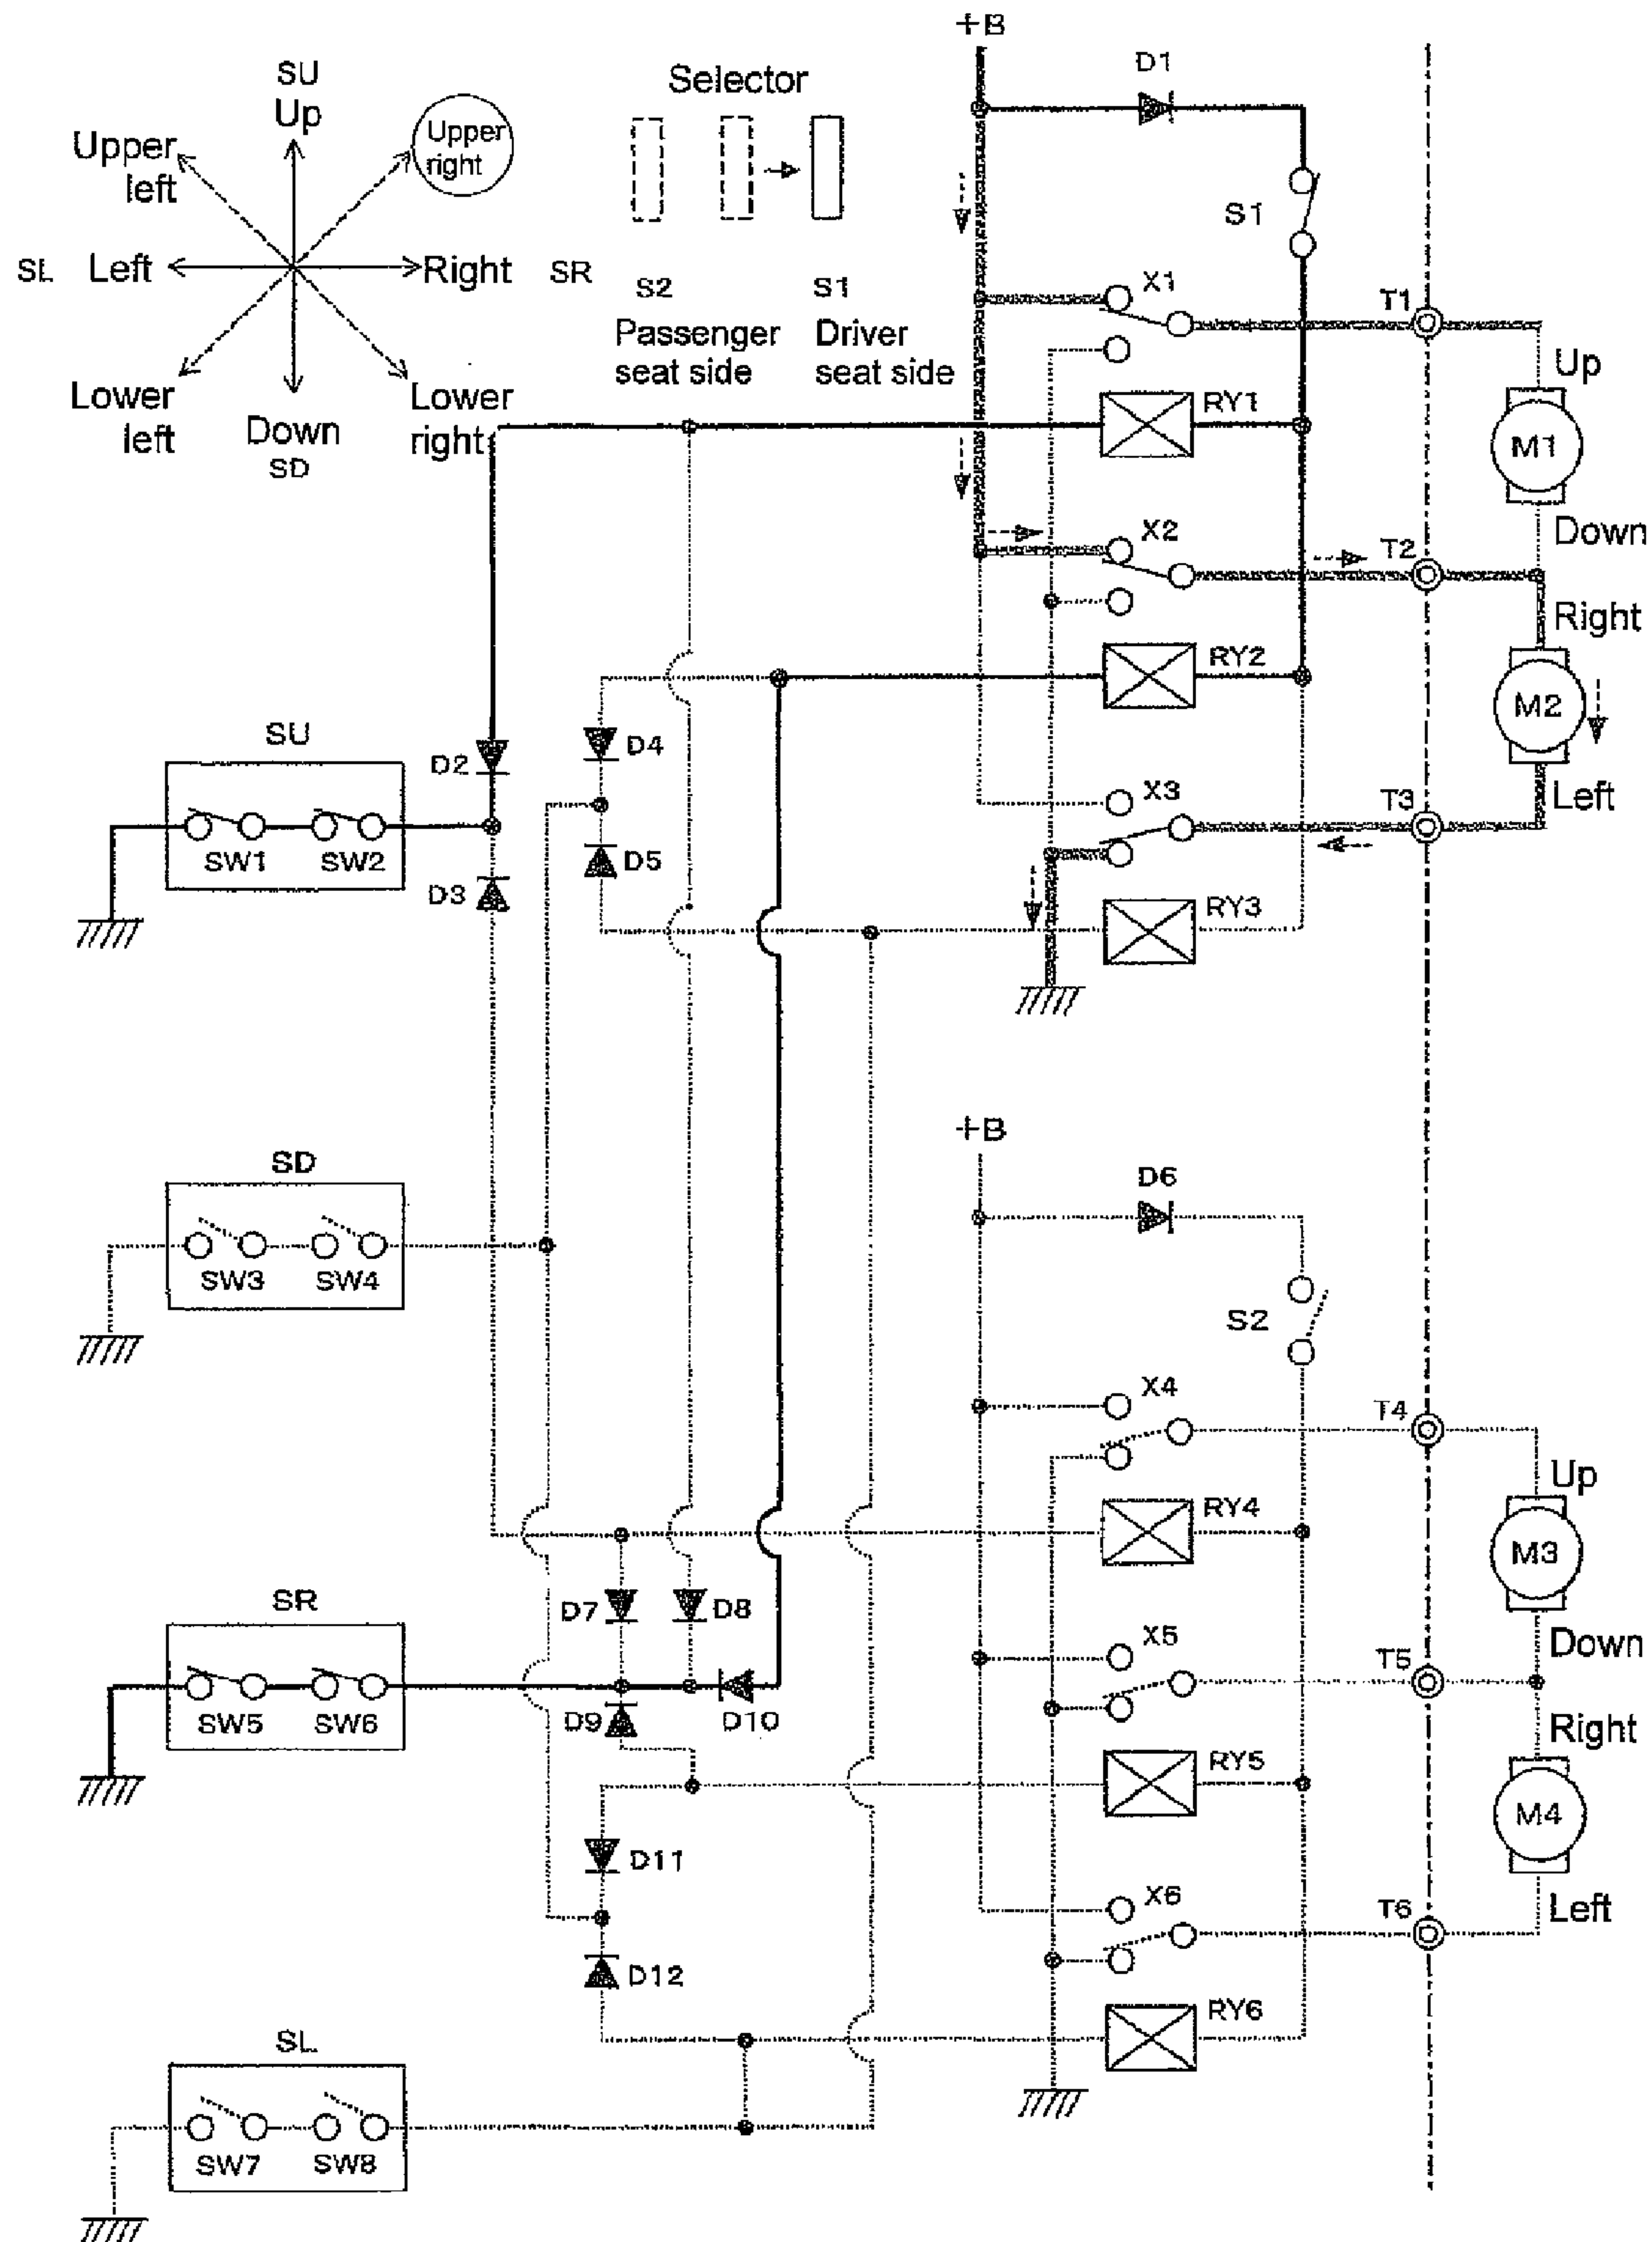 SU
Up
Upper
left
Upper
right
SL
Left
Right
SR
Lower
left
Down
SD
Lower
right
Selector
S2
S1
Passenger
seat side
Driver
seat side
+B
D1
S1
X1
T1
Up
RY1
M1
Down
X2
T2
Right
RY2
M2
X3
T3
Left
RY3
SU
D2
D4
SW1
SW2
D5
D3
+B
SD
D6
SW3
SW4
S2
X4
T4
Up
RY4
M3
SR
D7
D8
X5
T5
Down
SW5
SW6
D9
D10
Right
RY5
M4
D11
X6
T6
Left
D12
RY6
SL
SW7
SW8